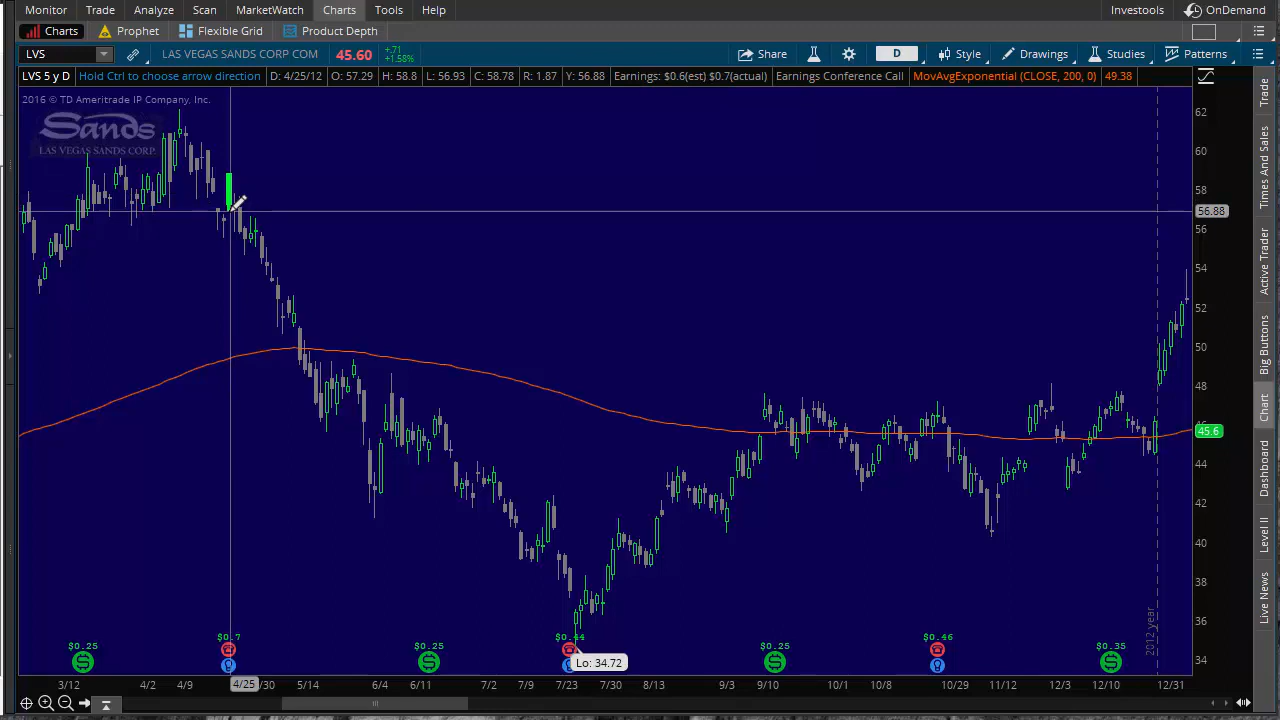 Monitor Trade Analyze Scan MarketWatch Charts Tools Help Investools OnDemand
Charts Prophet Flexible Grid Product Depth
LVS LAS VEGAS SANDS CORP COM 45.60 +.71 +1.58% Share D Style Drawings Studies Patterns
LVS 5 y D Hold Ctrl to choose arrow direction D: 4/25/12 O: 57.29 H: 58.8 L: 56.93 C: 58.78 R: 1.87 Y: 56.88 Earnings: $0.6(est) $0.7(actual) Earnings Conference Call MovAvgExponential (CLOSE, 200, 0) 49.38
2016 © TD Ameritrade IP Company, Inc.
Sands
LAS VEGAS SANDS CORP.
62
60
58
56.88
56
54
52
50
48
45.6
44
42
40
38
36
34
2012 year
$0.25 $0.7 $0.25 $0.44 $0.25 $0.46 $0.35
Lo: 34.72
3/12 4/2 4/9 4/25 /30 5/14 6/4 6/11 7/2 7/9 7/23 7/30 8/13 9/3 9/10 10/1 10/8 10/29 11/12 12/3 12/10 12/31
Trade
Times And Sales
Active Trader
Big Buttons
Chart
Dashboard
Level II
Live News